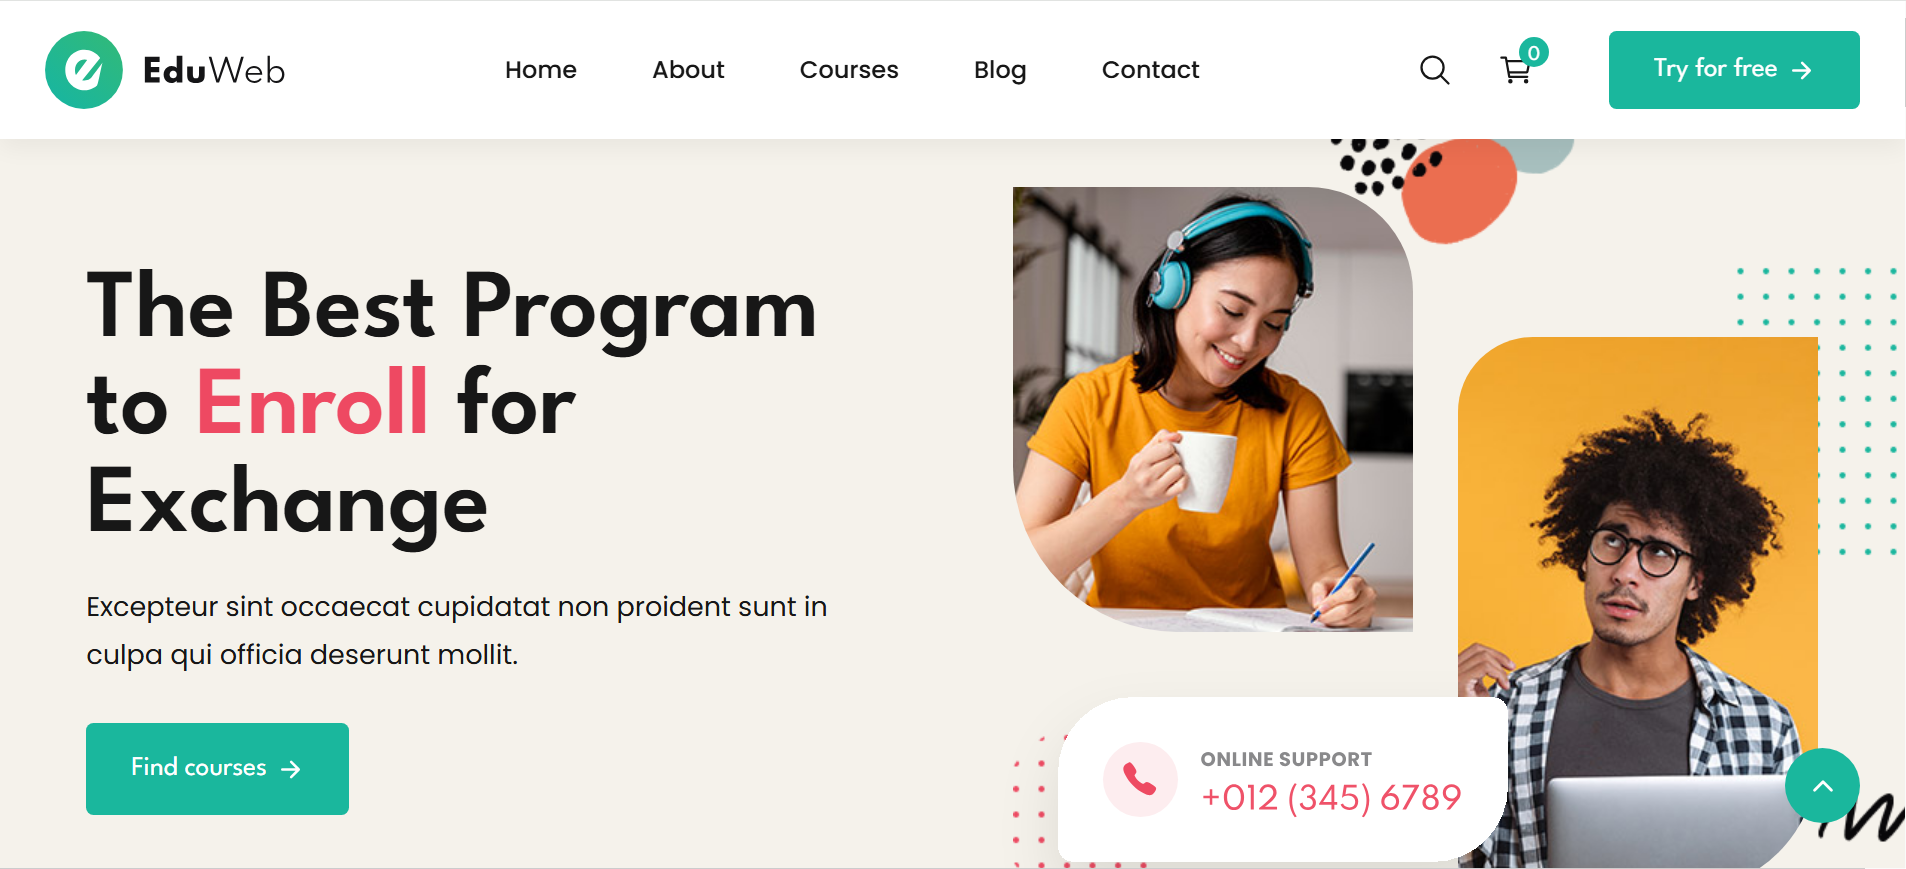 EduWeb
Home About Courses Blog Contact
0
Try for free
The Best Program
to Enroll for
Exchange
Excepteur sint occaecat cupidatat non proident sunt in
culpa qui officia deserunt mollit.
Find courses
ONLINE SUPPORT
+012 (345) 6789